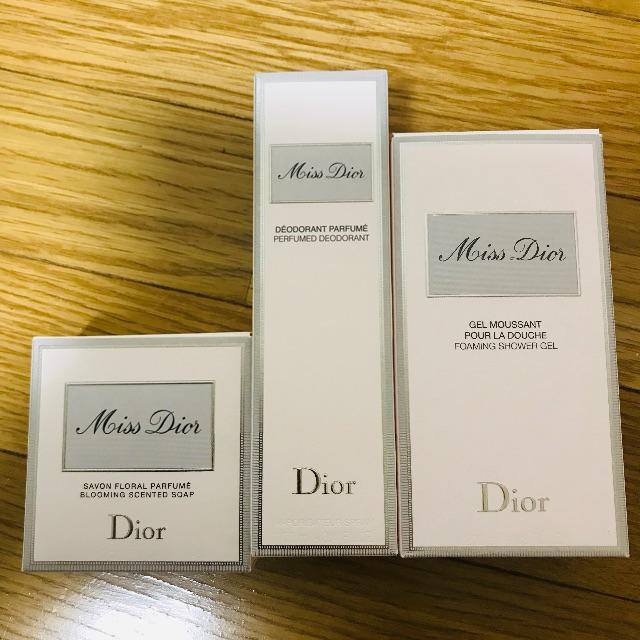 Miss Dior
SAVON FLORAL PARFUMÉ
BLOOMING SCENTED SOAP
Dior
Miss Dior
DÉODORANT PARFUMÉ
PERFUMED DEODORANT
Dior
Miss Dior
GEL MOUSSANT
POUR LA DOUCHE
FOAMING SHOWER GEL
Dior